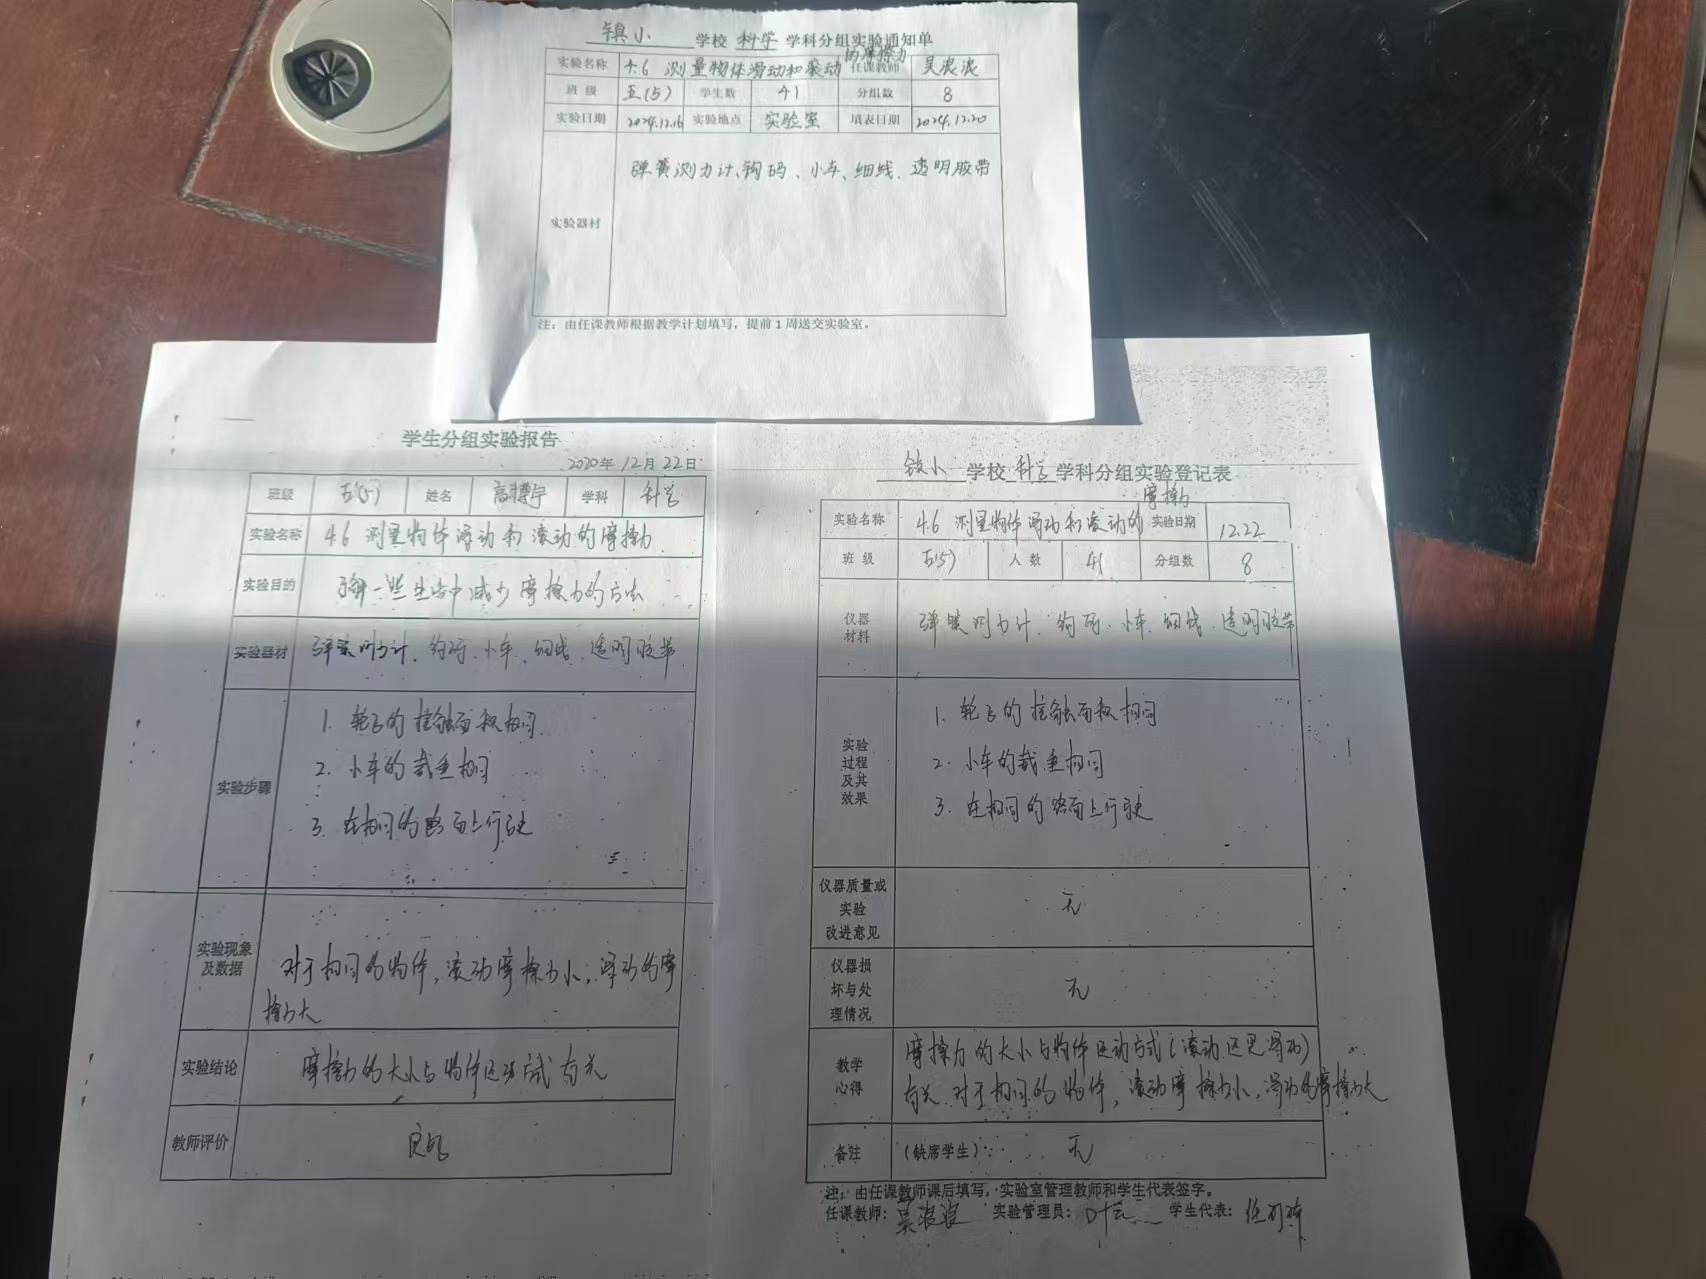 镇小 学校 科学 学科分组实验通知单
实验名称 4.6 测量物体滑动和滚动的摩擦力 任课教师 吴浪浪
班级 五(5) 学生数 41 分组数 8
实验日期 2024.12.16 实验地点 实验室 填表日期 2024.12.20
实验器材 弹簧测力计、钩码、小车、细线、透明胶带
注：由任课教师根据教学计划填写，提前1周送交实验室。
学生分组实验报告
2020年12月22日
班级 五(5) 姓名 高博宇 学科 科学
实验名称 4.6 测量物体滑动和滚动的摩擦力
实验目的 了解一些生活中减少摩擦力的方法
实验器材 弹簧测力计、钩码、小车、细线、透明胶带
实验步骤
1. 轮子的接触面积相同
2. 小车的载重相同
3. 在相同的路面上行驶
实验现象及数据
对于相同的物体，滚动摩擦力小，滑动的摩
擦力大
实验结论 摩擦力的大小与物体运动方式有关
教师评价 良好
镇小 学校 科学 学科分组实验登记表
实验名称 4.6 测量物体滑动和滚动的摩擦力 实验日期 12.22
班级 五(5) 人数 41 分组数 8
仪器
材料
弹簧测力计、钩码、小车、细线、透明胶带
实验
过程
及其
效果
1. 轮子的接触面积相同
2. 小车的载重相同
3. 在相同的路面上行驶
仪器质量或
实验
改进意见
无
仪器损
坏与处
理情况
无
教学
心得
摩擦力的大小与物体运动方式(滚动还是滑动)
有关，对于相同的物体，滚动摩擦力小，滑动的摩擦力大
备注 (缺席学生)： 无
注：由任课教师课后填写，实验室管理教师和学生代表签字。
任课教师：吴浪浪 实验管理员： 学生代表：